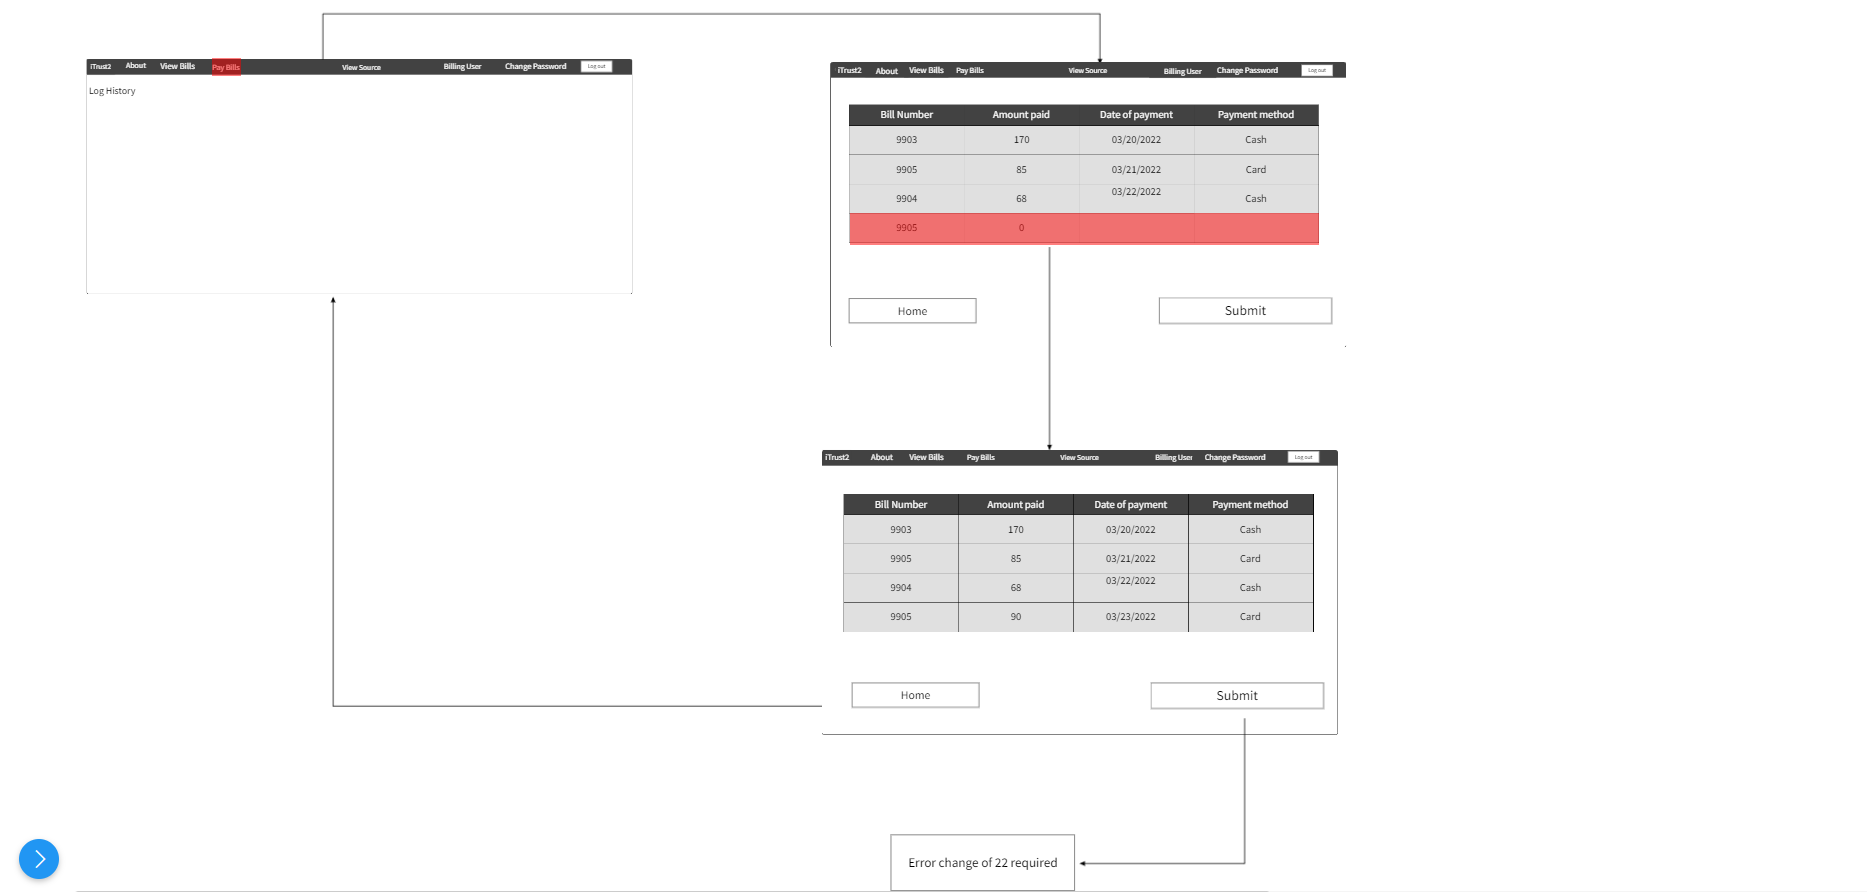 iTrust2 About View Bills Pay Bills View Source Billing User Change Password Log out
Log History
iTrust2 About View Bills Pay Bills View Source Billing User Change Password Log out
Bill Number Amount paid Date of payment Payment method
9903 170 03/20/2022 Cash
9905 85 03/21/2022 Card
9904 68 03/22/2022 Cash
9905 0
Home Submit
iTrust2 About View Bills Pay Bills View Source Billing User Change Password Log out
Bill Number Amount paid Date of payment Payment method
9903 170 03/20/2022 Cash
9905 85 03/21/2022 Card
9904 68 03/22/2022 Cash
9905 90 03/23/2022 Card
Home Submit
Error change of 22 required